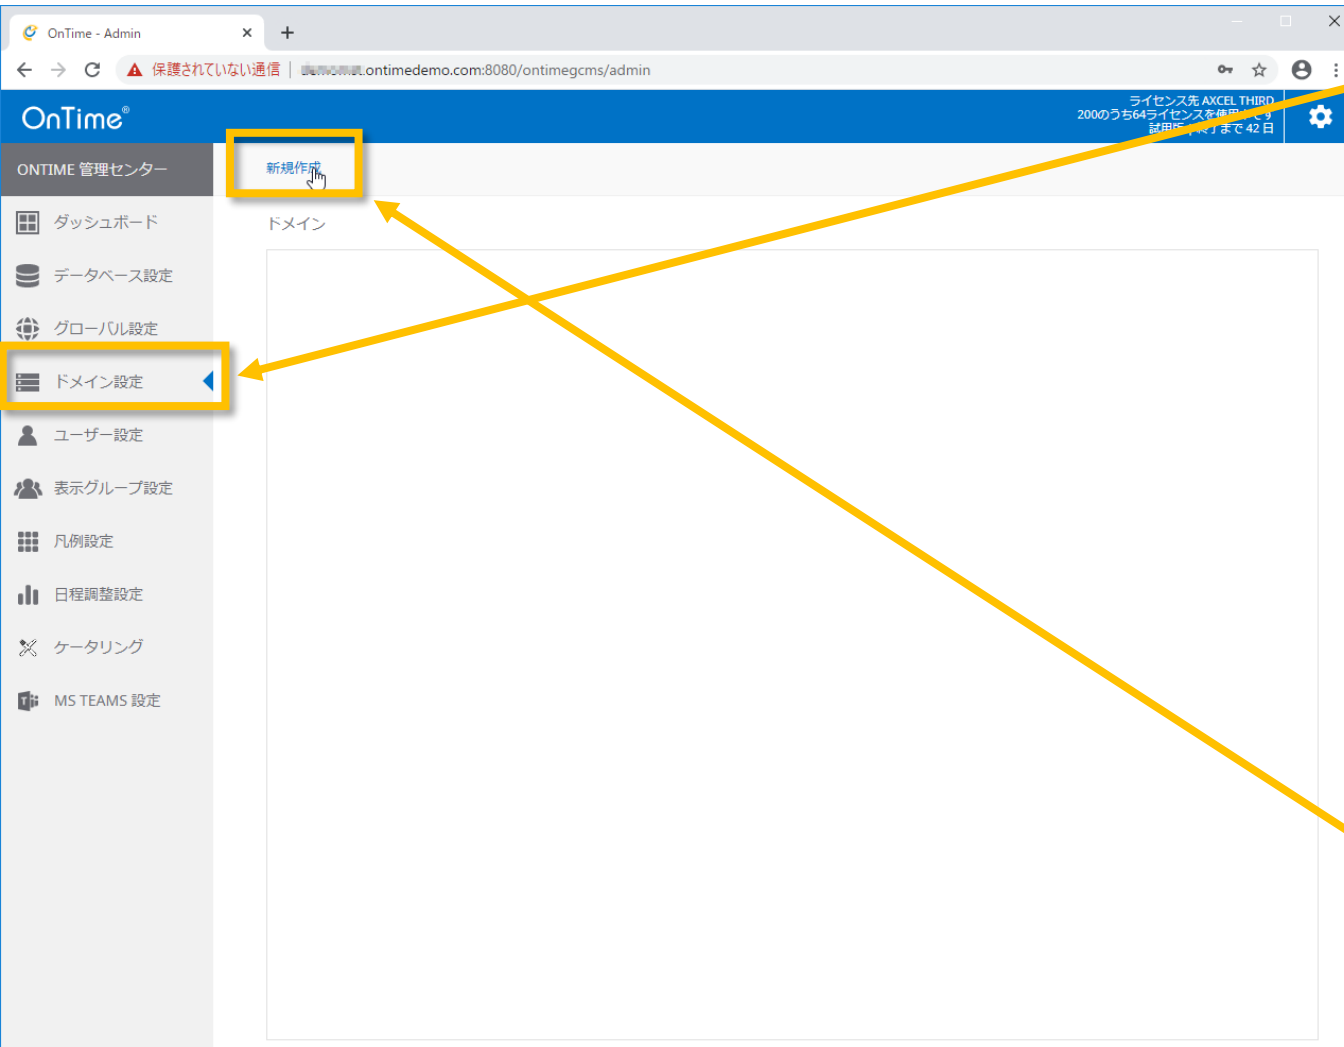 OnTime - Admin
保護されていない通信 | .ontimedemo.com:8080/ontimegcms/admin
OnTime®
ライセンス先 AXCEL THIRD
200のうち64ライセンスを使用
終了まで 42 日
ONTIME 管理センター
新規作成
ダッシュボード
ドメイン
データベース設定
グローバル設定
ドメイン設定
ユーザー設定
表示グループ設定
凡例設定
日程調整設定
ケータリング
MS TEAMS 設定